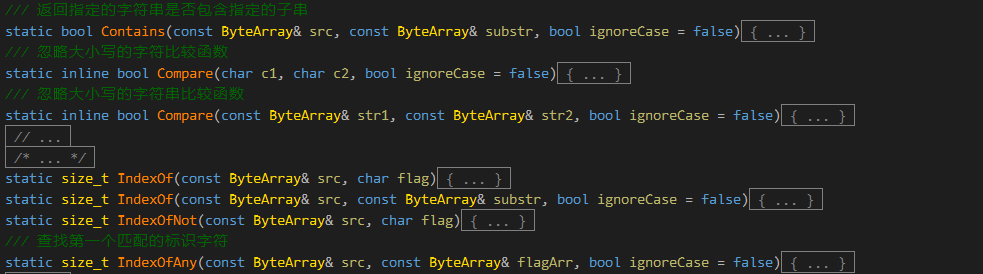 /// 返回指定的字符串是否包含指定的子串
static bool Contains(const ByteArray& src, const ByteArray& substr, bool ignoreCase = false){ ... }
/// 忽略大小写的字符比较函数
static inline bool Compare(char c1, char c2, bool ignoreCase = false){ ... }
/// 忽略大小写的字符串比较函数
static inline bool Compare(const ByteArray& str1, const ByteArray& str2, bool ignoreCase = false){ ... }
// ...
/* ... */
static size_t IndexOf(const ByteArray& src, char flag){ ... }
static size_t IndexOf(const ByteArray& src, const ByteArray& substr, bool ignoreCase = false){ ... }
static size_t IndexOfNot(const ByteArray& src, char flag){ ... }
/// 查找第一个匹配的标识字符
static size_t IndexOfAny(const ByteArray& src, const ByteArray& flagArr, bool ignoreCase = false){ ... }